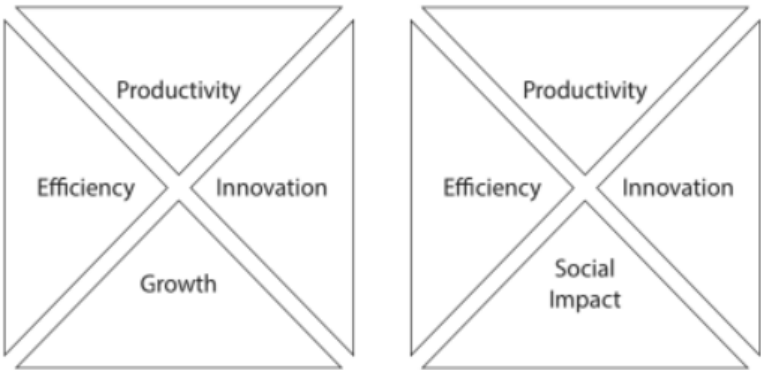 Productivity
Efficiency
Innovation
Growth
Productivity
Efficiency
Innovation
Social
Impact